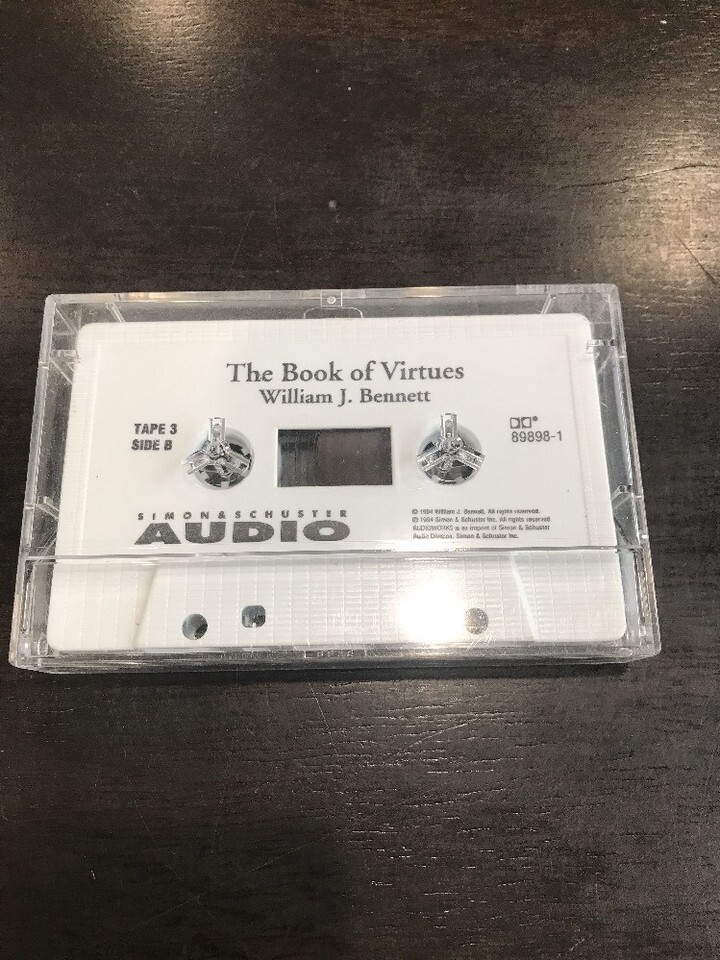 The Book of Virtues
William J. Bennett
TAPE 3
SIDE B
89898-1
SIMON & SCHUSTER
AUDIO
© 1994 William J. Bennett. All rights reserved.
℗ 1994 Simon & Schuster Inc. All rights reserved.
AUDIOWORKS is an imprint of Simon & Schuster
Audio Division, Simon & Schuster Inc.